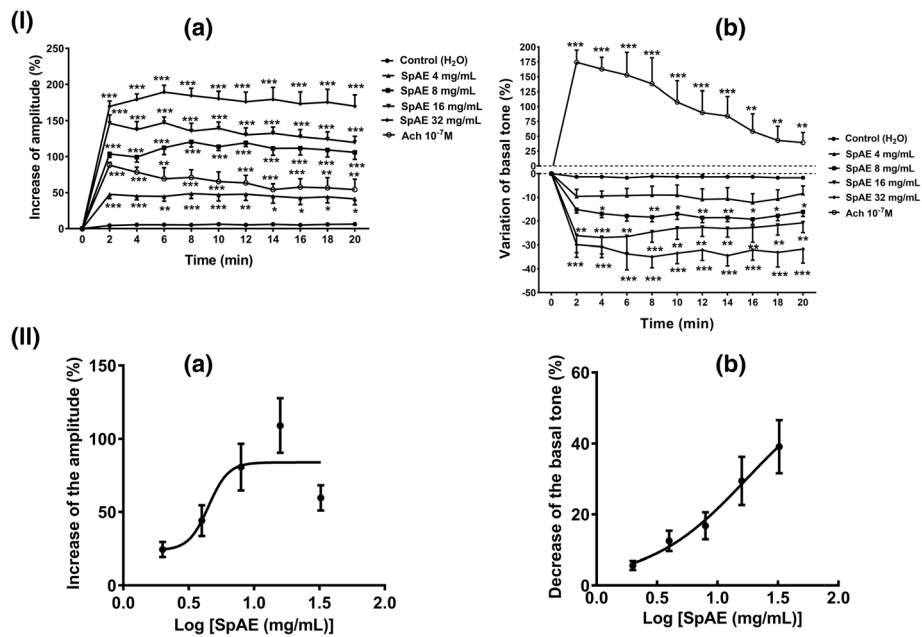 (I)
(a)
Increase of amplitude (%)
250
200
150
100
50
0
0 2 4 6 8 10 12 14 16 18 20
Time (min)
*** *** *** *** *** *** *** *** *** *** ***
*** *** *** *** *** *** *** *** *** ***
*** *** *** *** *** *** *** *** *** ***
*** *** ** *** *** *** ** ** ** **
*** *** ** *** ** ** * * * *
Control (H₂O)
SpAE 4 mg/mL
SpAE 8 mg/mL
SpAE 16 mg/mL
SpAE 32 mg/mL
Ach 10⁻⁷M
(b)
Variation of basal tone (%)
200
175
150
125
100
75
50
25
0
0
-10
-20
-30
-40
-50
0 2 4 6 8 10 12 14 16 18 20
Time (min)
*** *** *** *** *** *** *** ** ** **
* * * ** ** * * *
** *** ** ** ** ** ** ** ** **
*** *** *** *** *** *** *** *** *** ***
Control (H₂O)
SpAE 4 mg/mL
SpAE 8 mg/mL
SpAE 16 mg/mL
SpAE 32 mg/mL
Ach 10⁻⁷M
(II)
(a)
Increase of the amplitude (%)
150
100
50
0
0.0 0.5 1.0 1.5 2.0
Log [SpAE (mg/mL)]
(b)
Decrease of the basal tone (%)
60
40
20
0
0.0 0.5 1.0 1.5 2.0
Log [SpAE (mg/mL)]